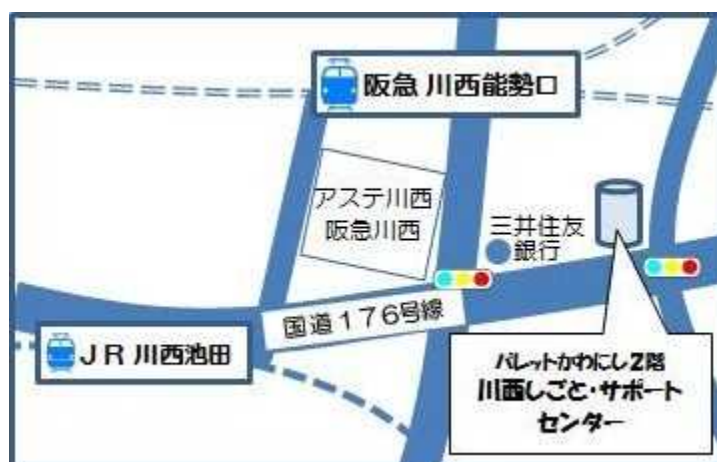 阪急 川西能勢口
アステ川西
阪急川西
三井住友
銀行
国道176号線
JR 川西池田
パレットかわにし2階
川西しごと・サポート
センター